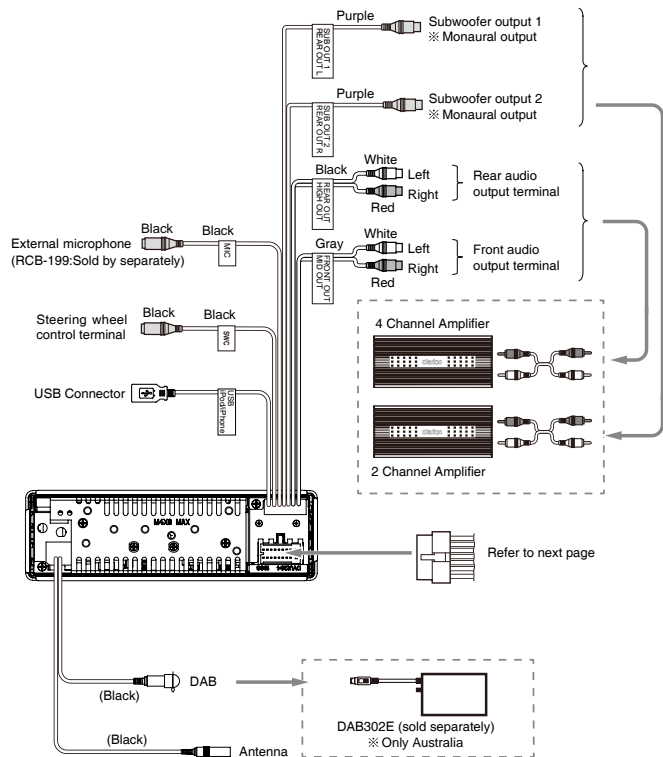 Purple
Subwoofer output 1
※ Monaural output
SUB OUT 1
REAR OUT L
Purple
Subwoofer output 2
※ Monaural output
SUB OUT 2
REAR OUT R
Black
White
Left
Right
Red
Rear audio
output terminal
REAR OUT
HIGH OUT
Gray
White
Left
Right
Red
Front audio
output terminal
FRONT OUT
MID OUT
External microphone
(RCB-199:Sold by separately)
Black
Black
MIC
Steering wheel
control terminal
Black
Black
SWC
USB Connector
USB
iPod/iPhone
4 Channel Amplifier
clarion
clarion
2 Channel Amplifier
M4X8 MAX
Refer to next page
DAB
(Black)
(Black)
Antenna
DAB302E (sold separately)
※ Only Australia